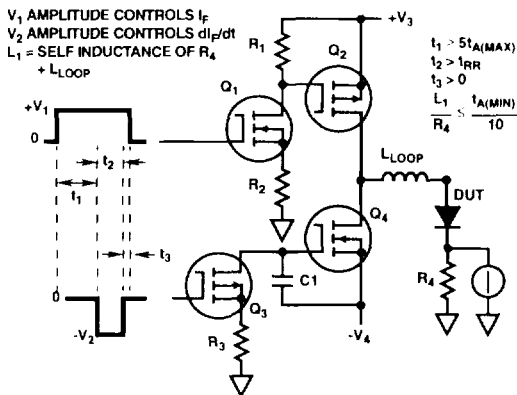 V1 AMPLITUDE CONTROLS IF
V2 AMPLITUDE CONTROLS dIF/dt
L1 = SELF INDUCTANCE OF R4
+ LLOOP
+V3
R1
Q2
Q1
t1 > 5tA(MAX)
t2 > tRR
t3 > 0
L1/R4 ≤ tA(MIN)/10
+V1
0
t2
t1
t3
R2
LLOOP
DUT
Q4
R4
C1
0
-V2
Q3
R3
-V4